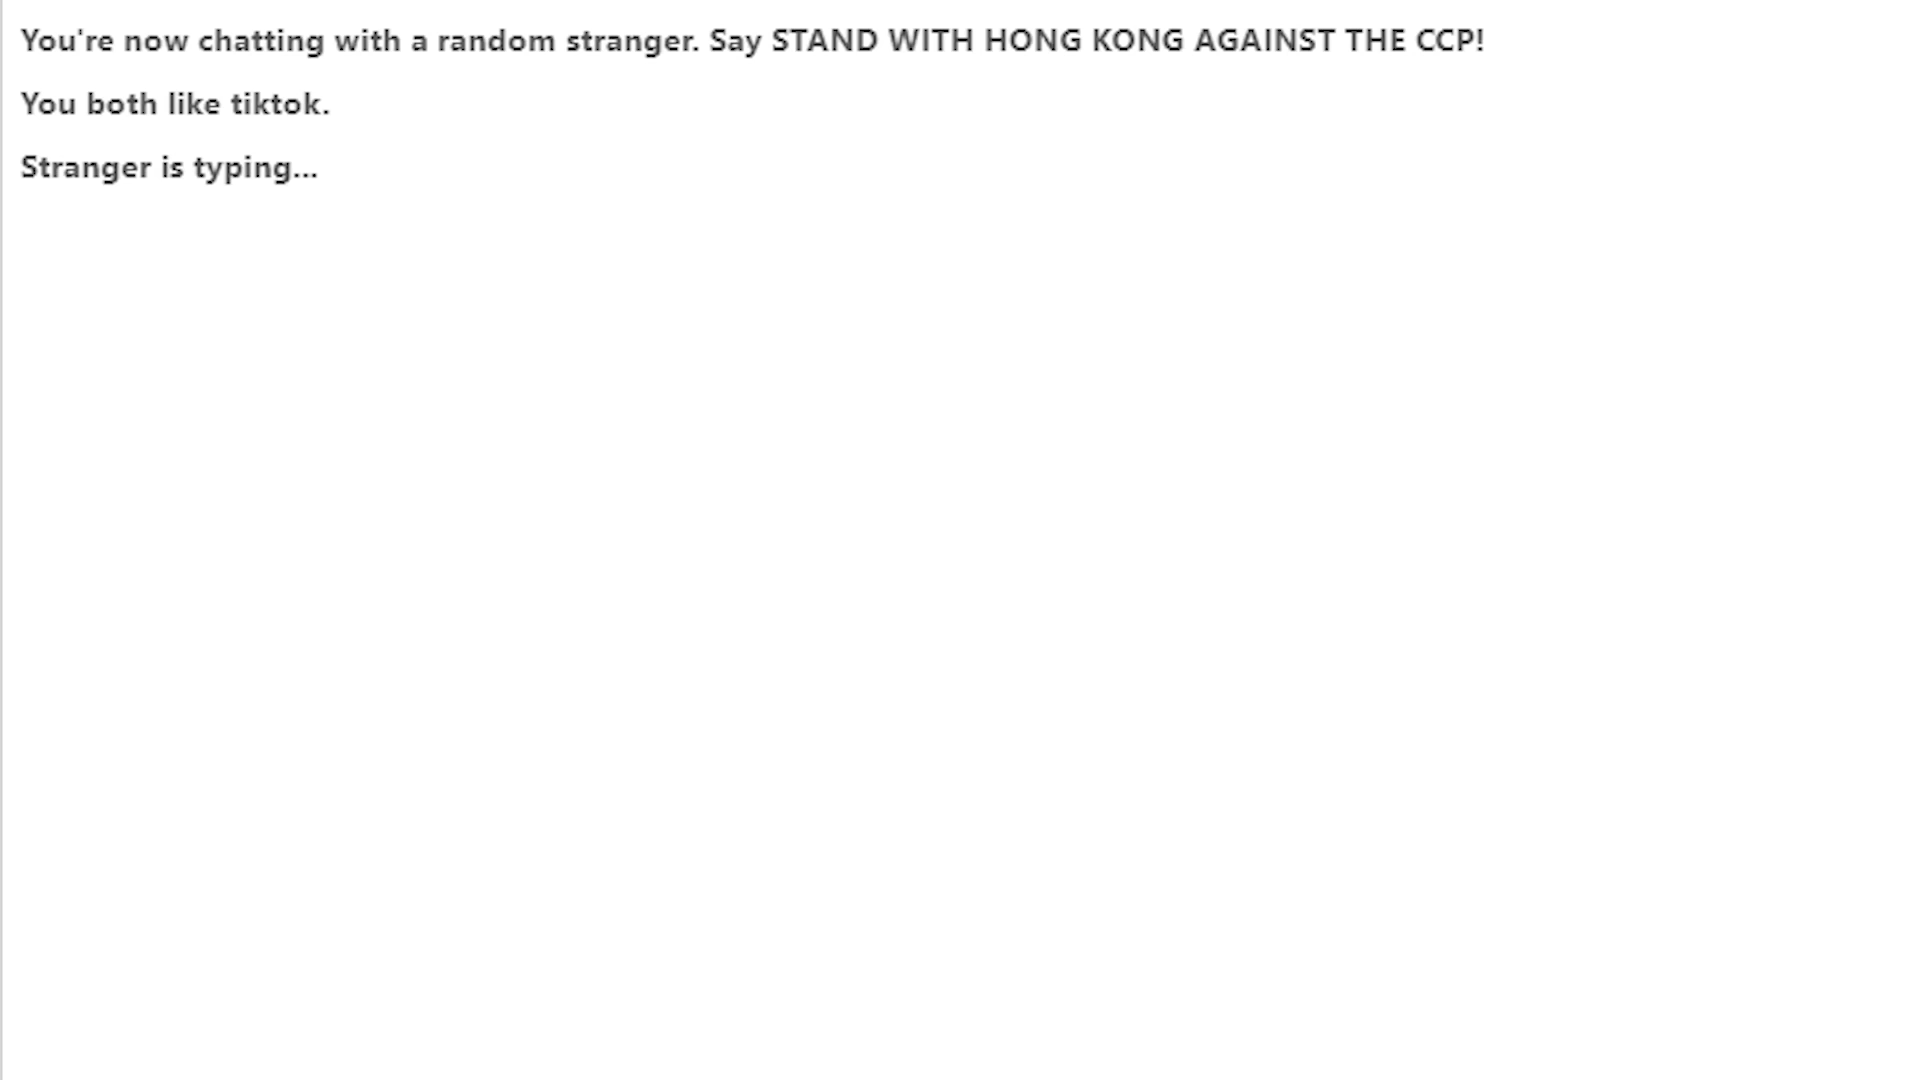 You're now chatting with a random stranger. Say STAND WITH HONG KONG AGAINST THE CCP!
You both like tiktok.
Stranger is typing...